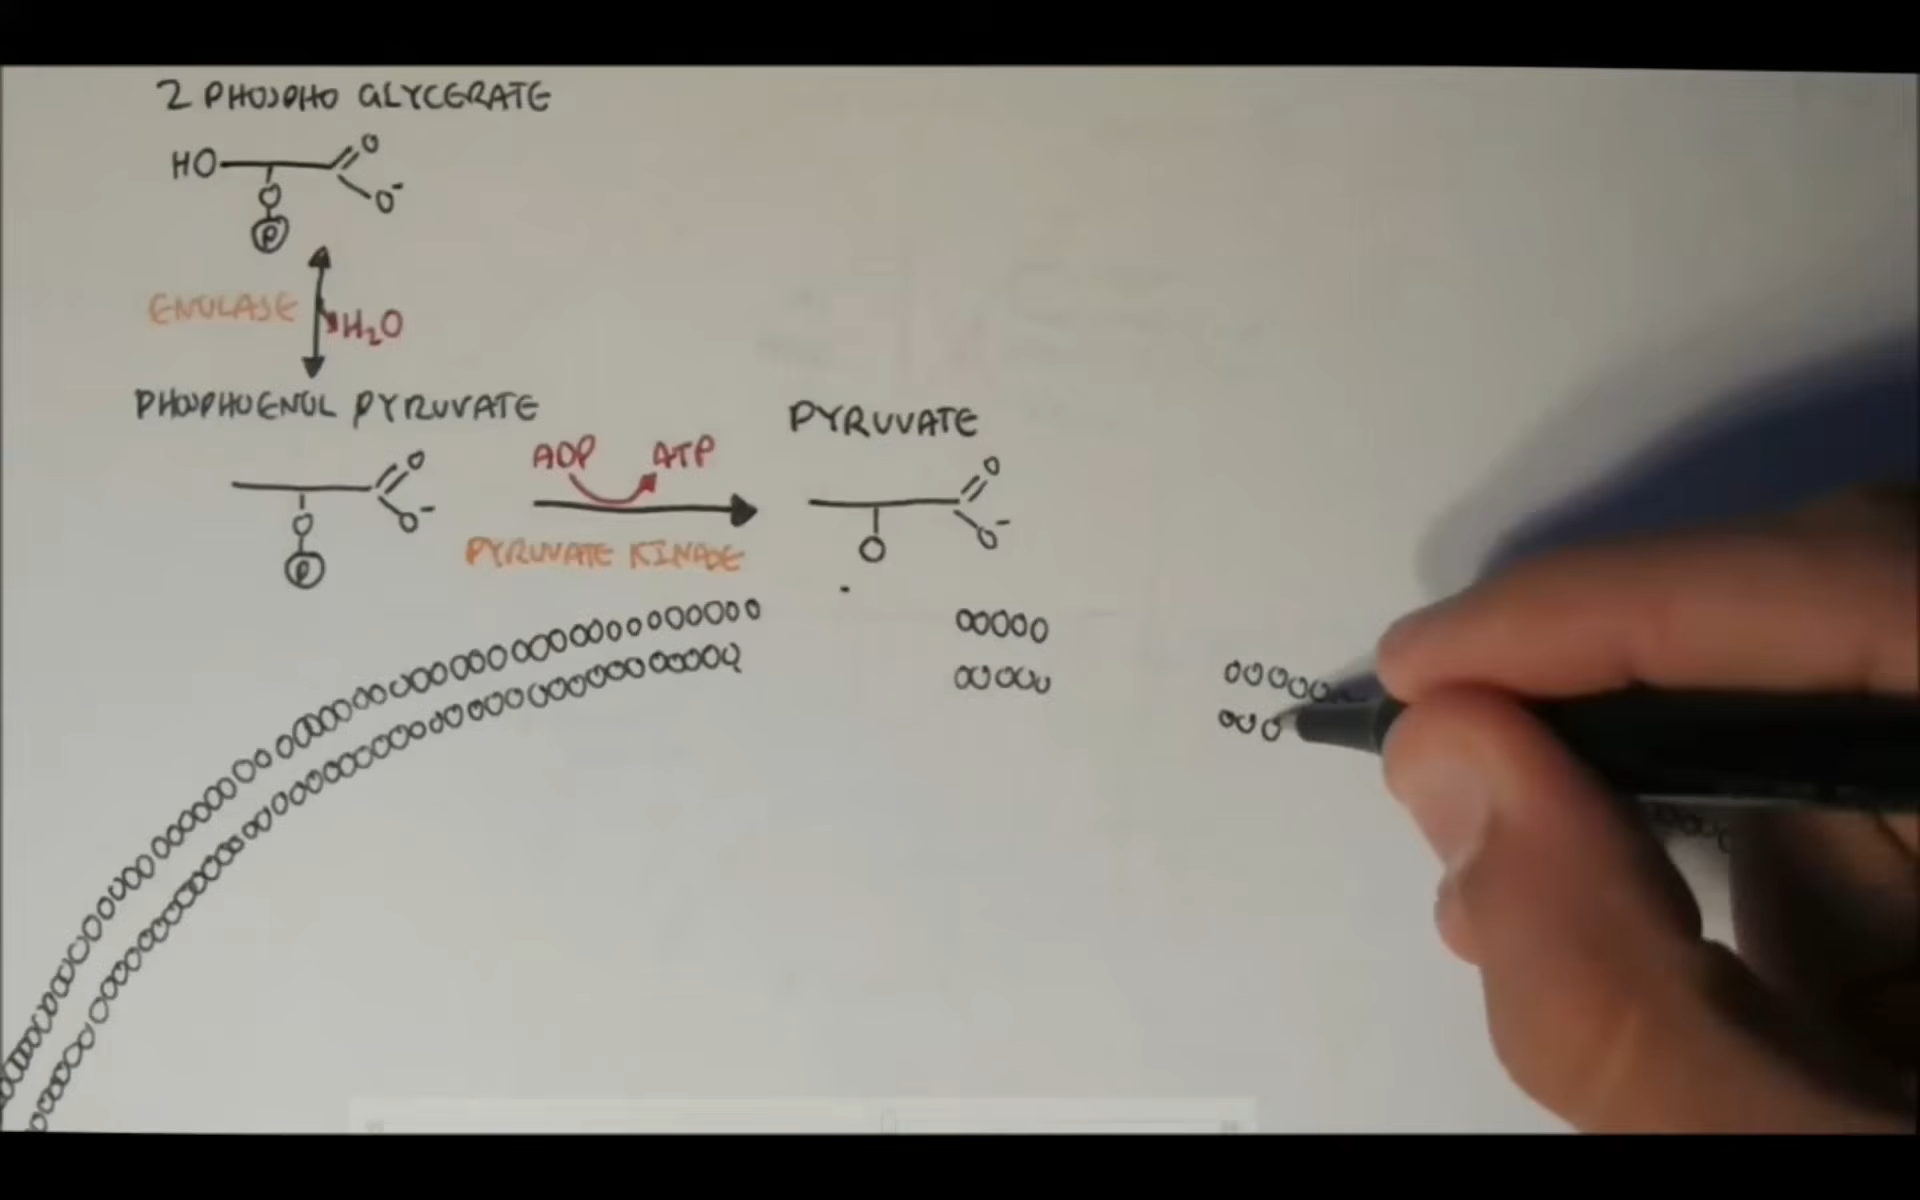 2 PHOSPHO GLYCERATE
HO O
O O-
P
ENOLASE H2O
PHOSPHOENOL PYRUVATE
PYRUVATE
ADP ATP
O
O O-
P
O
O O-
PYRUVATE KINASE